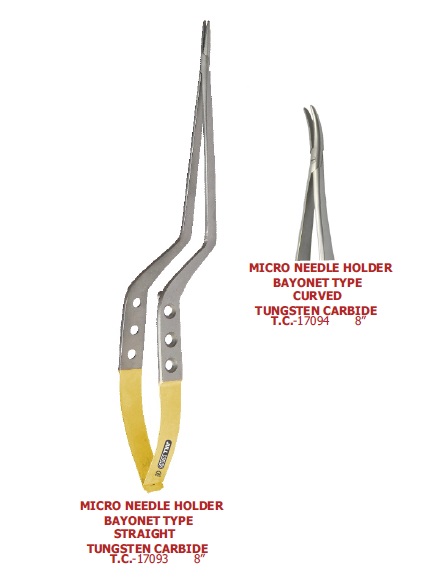 MICRO NEEDLE HOLDER
BAYONET TYPE
CURVED
TUNGSTEN CARBIDE
T.C.-17094 8”
MICRO NEEDLE HOLDER
BAYONET TYPE
STRAIGHT
TUNGSTEN CARBIDE
T.C.-17093 8”